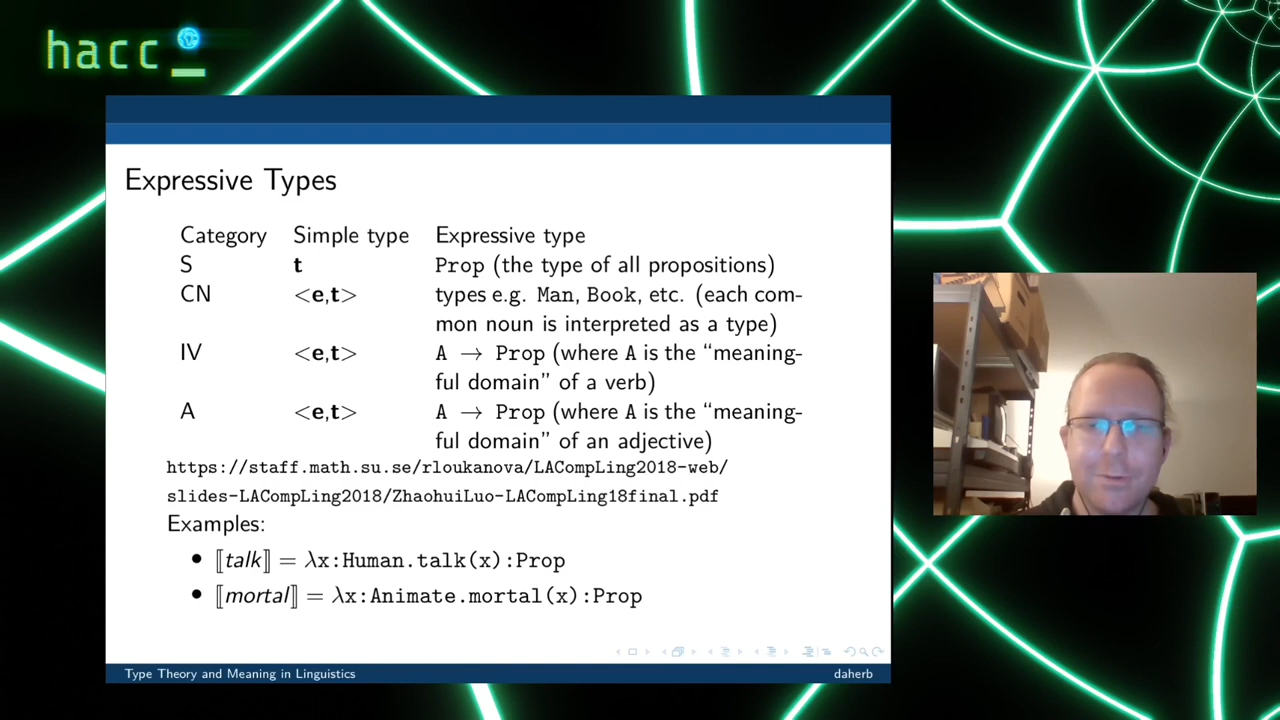 hacc_
Expressive Types
Category Simple type Expressive type
S t Prop (the type of all propositions)
CN <e,t> types e.g. Man, Book, etc. (each com-
mon noun is interpreted as a type)
IV <e,t> A → Prop (where A is the “meaning-
ful domain” of a verb)
A <e,t> A → Prop (where A is the “meaning-
ful domain” of an adjective)
https://staff.math.su.se/rloukanova/LACompLing2018-web/
slides-LACompLing2018/ZhaohuiLuo-LACompLing18final.pdf
Examples:
• ⟦talk⟧ = λx:Human.talk(x):Prop
• ⟦mortal⟧ = λx:Animate.mortal(x):Prop
Type Theory and Meaning in Linguistics daherb